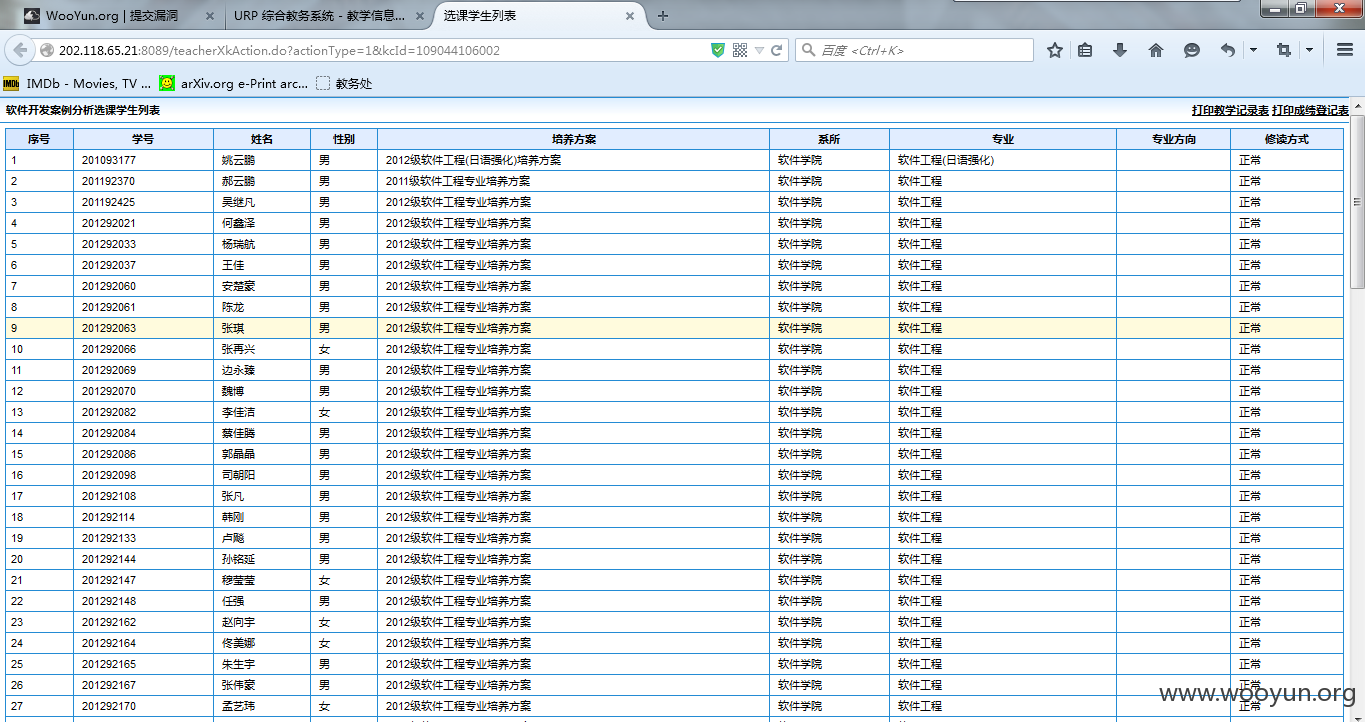 WooYun.org | 提交漏洞 URP 综合教务系统 - 教学信息... 选课学生列表
202.118.65.21:8089/teacherXkAction.do?actionType=1&kcId=109044106002 百度 <Ctrl+K>
IMDb IMDb - Movies, TV ... arXiv.org e-Print arc... 教务处
软件开发案例分析选课学生列表 打印教学记录表 打印成绩登记表
序号 学号 姓名 性别 培养方案 系所 专业 专业方向 修读方式
1 201093177 姚云鹏 男 2012级软件工程(日语强化)培养方案 软件学院 软件工程(日语强化) 正常
2 201192370 郝云鹏 男 2011级软件工程专业培养方案 软件学院 软件工程 正常
3 201192425 吴继凡 男 2012级软件工程专业培养方案 软件学院 软件工程 正常
4 201292021 何鑫泽 男 2012级软件工程专业培养方案 软件学院 软件工程 正常
5 201292033 杨瑞航 男 2012级软件工程专业培养方案 软件学院 软件工程 正常
6 201292037 王佳 男 2012级软件工程专业培养方案 软件学院 软件工程 正常
7 201292060 安楚豪 男 2012级软件工程专业培养方案 软件学院 软件工程 正常
8 201292061 陈龙 男 2012级软件工程专业培养方案 软件学院 软件工程 正常
9 201292063 张琪 男 2012级软件工程专业培养方案 软件学院 软件工程 正常
10 201292066 张再兴 女 2012级软件工程专业培养方案 软件学院 软件工程 正常
11 201292069 边永臻 男 2012级软件工程专业培养方案 软件学院 软件工程 正常
12 201292070 魏博 男 2012级软件工程专业培养方案 软件学院 软件工程 正常
13 201292082 李佳洁 女 2012级软件工程专业培养方案 软件学院 软件工程 正常
14 201292084 蔡佳腾 男 2012级软件工程专业培养方案 软件学院 软件工程 正常
15 201292086 郭晶晶 男 2012级软件工程专业培养方案 软件学院 软件工程 正常
16 201292098 司朝阳 男 2012级软件工程专业培养方案 软件学院 软件工程 正常
17 201292108 张凡 男 2012级软件工程专业培养方案 软件学院 软件工程 正常
18 201292114 韩刚 男 2012级软件工程专业培养方案 软件学院 软件工程 正常
19 201292133 卢飚 男 2012级软件工程专业培养方案 软件学院 软件工程 正常
20 201292144 孙铭延 男 2012级软件工程专业培养方案 软件学院 软件工程 正常
21 201292147 穆莹莹 女 2012级软件工程专业培养方案 软件学院 软件工程 正常
22 201292148 任强 男 2012级软件工程专业培养方案 软件学院 软件工程 正常
23 201292162 赵向宇 女 2012级软件工程专业培养方案 软件学院 软件工程 正常
24 201292164 佟美娜 女 2012级软件工程专业培养方案 软件学院 软件工程 正常
25 201292165 朱生宇 男 2012级软件工程专业培养方案 软件学院 软件工程 正常
26 201292167 张伟豪 男 2012级软件工程专业培养方案 软件学院 软件工程 正常
27 201292170 孟艺玮 女 2012级软件工程专业培养方案 软件学院 软件工程 正常
www.wooyun.org